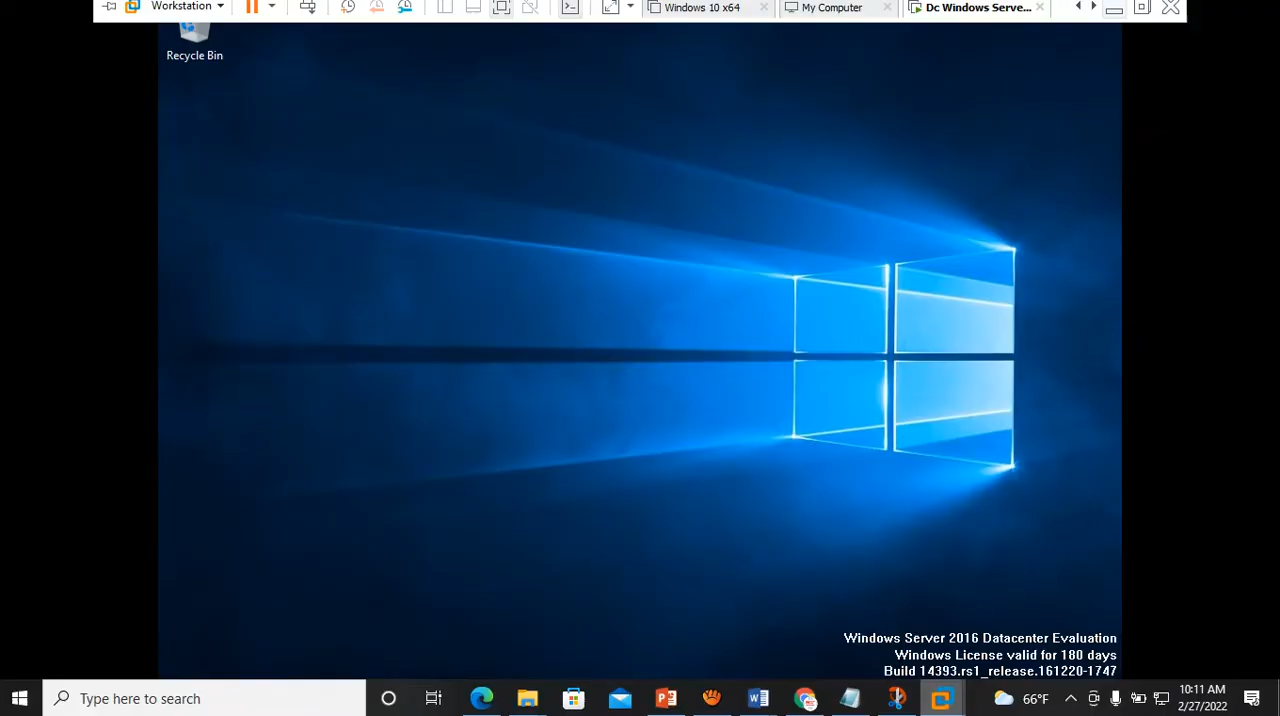 Workstation
Windows 10 x64
My Computer
Dc Windows Serve...
Recycle Bin
Windows Server 2016 Datacenter Evaluation
Windows License valid for 180 days
Build 14393.rs1_release.161220-1747
Type here to search
66°F
10:11 AM
2/27/2022